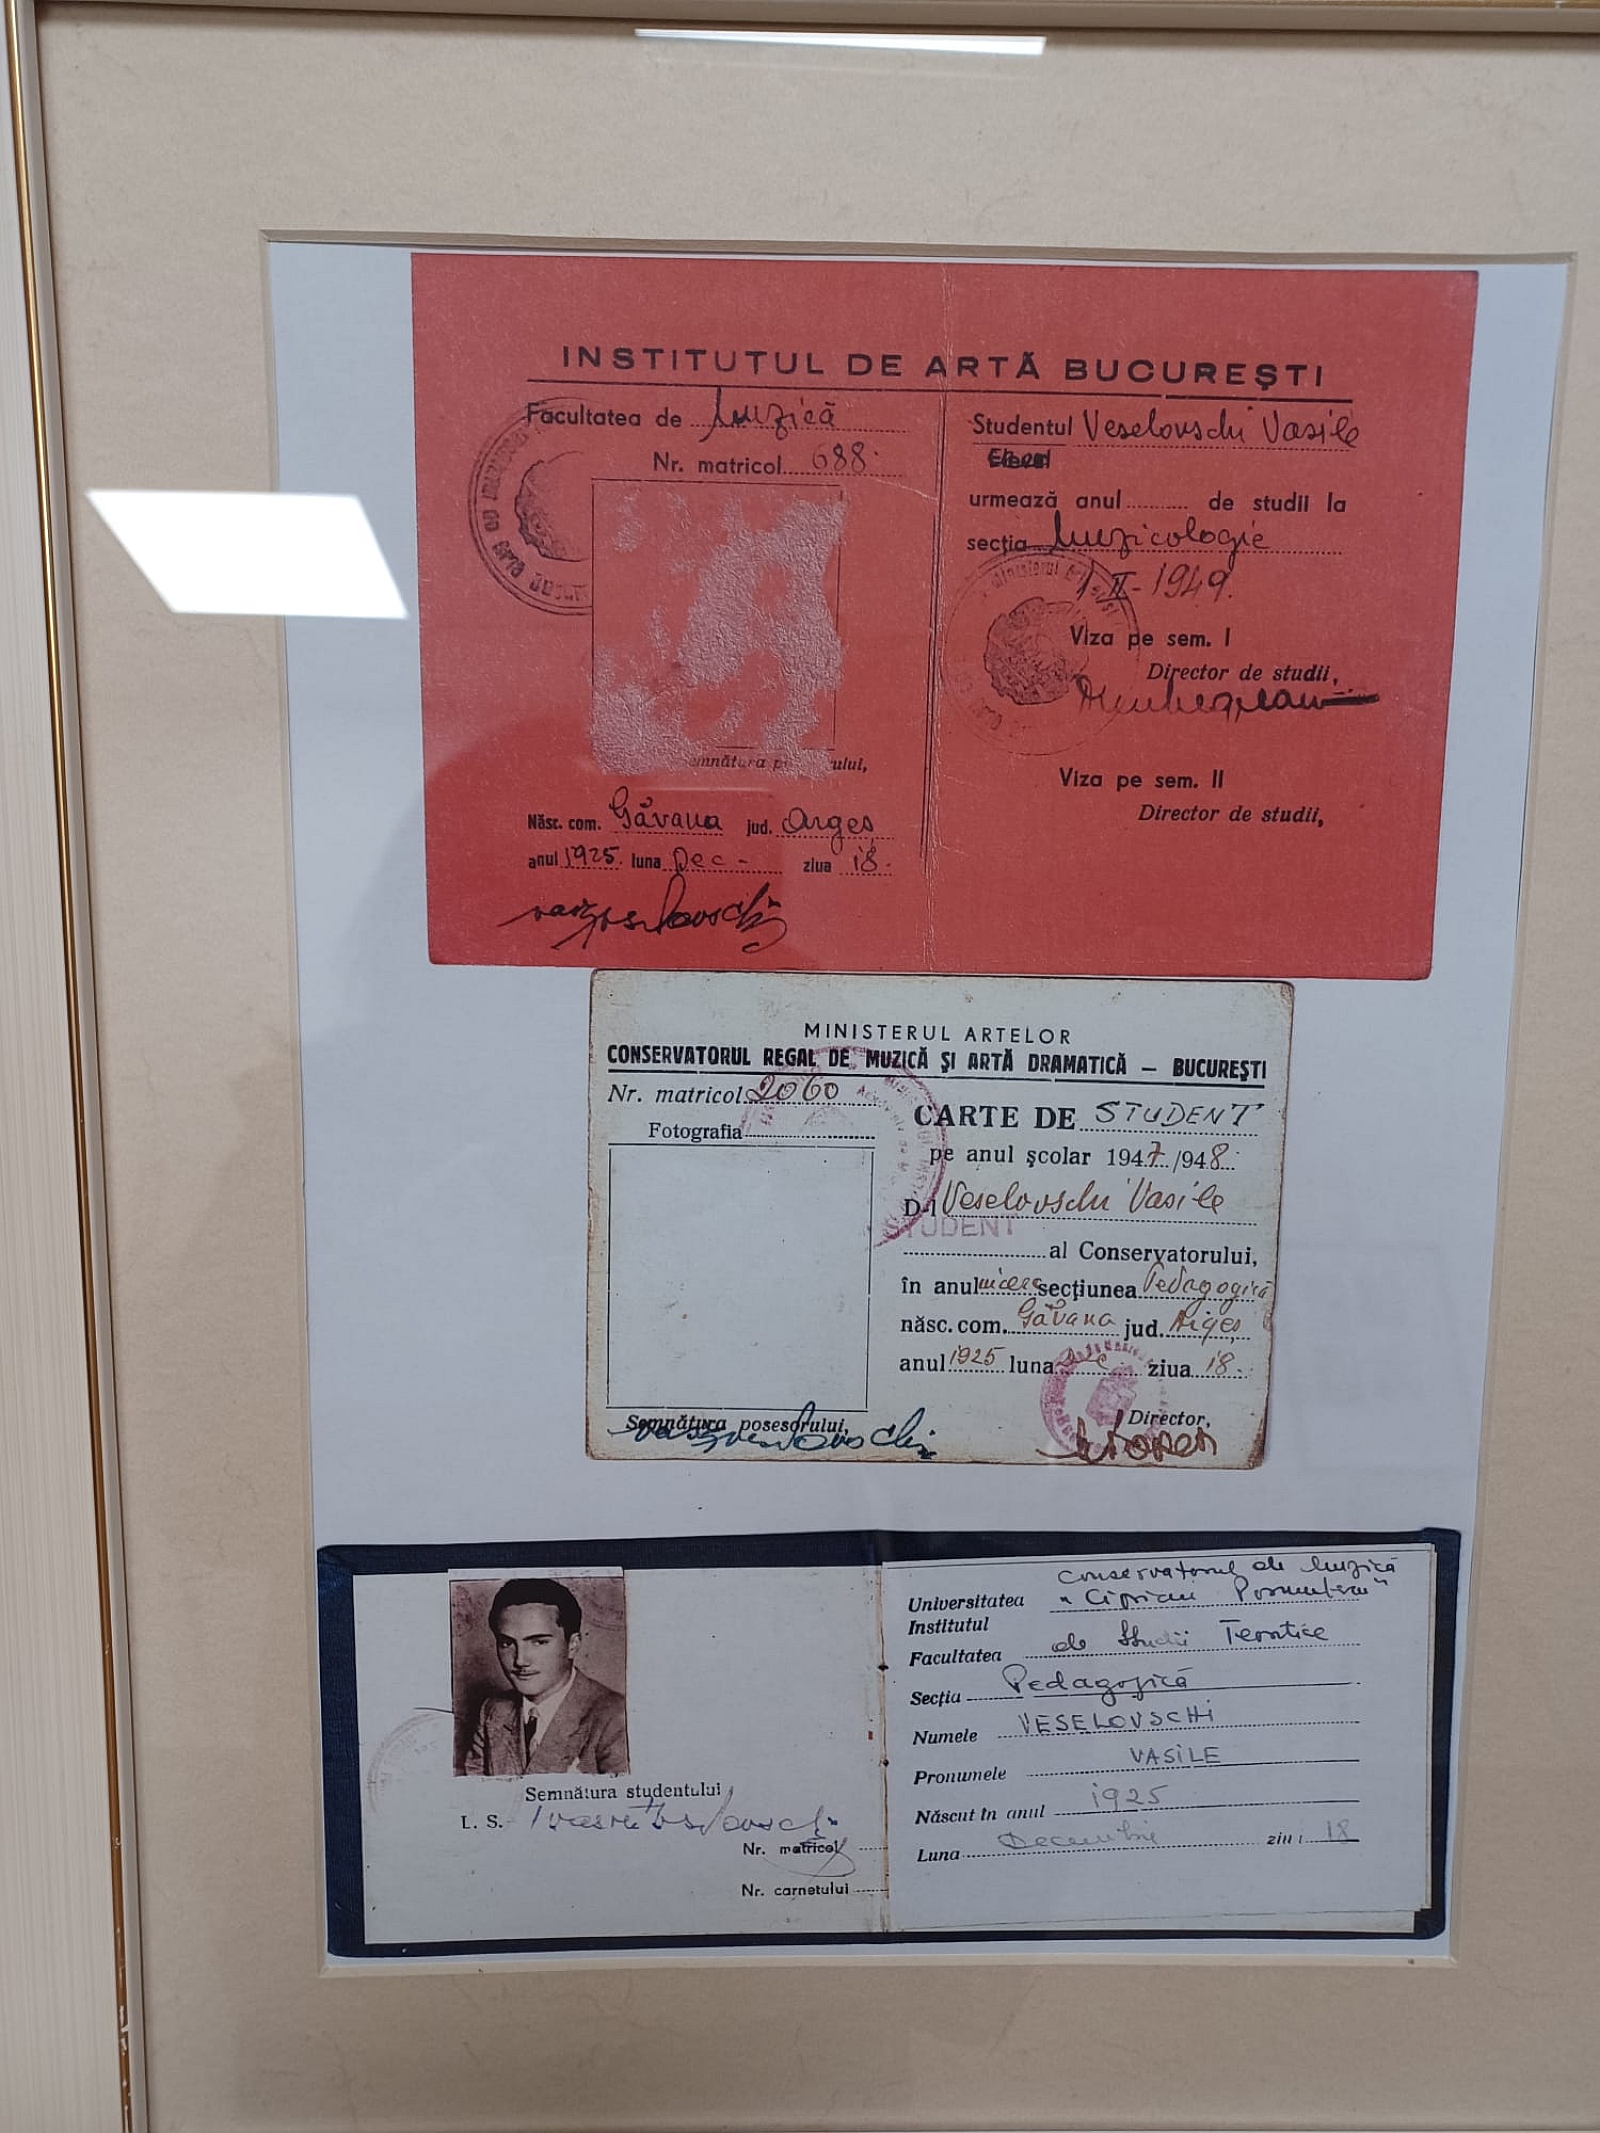 INSTITUTUL DE ARTĂ BUCUREŞTI
Facultatea de Muzică
Nr. matricol 688
Semnătura posesorului,
Născ. com. Găvana jud. Argeș
anul 1925 luna Dec - ziua 18
Studentul Veselovschi Vasile
Eleval
urmează anul .......... de studii la
secţia Muzicologie
1-II-1949.
Viza pe sem. I
Director de studii,
Viza pe sem. II
Director de studii,
MINISTERUL ARTELOR
CONSERVATORUL REGAL DE MUZICĂ ŞI ARTĂ DRAMATICĂ — BUCUREŞTI
Nr. matricol 2060
Fotografia
Semnătura posesorului,
CARTE DE STUDENT
pe anul şcolar 1947/948
D-l Veselovschi Vasile
STUDENT
al Conservatorului,
în anul secţiunea Pedagogică
născ. com. Găvana jud. Argeș
anul 1925 luna Dec ziua 18
Director,
Semnătura studentului
L. S.
Nr. matricol
Nr. carnetului
Conservatorul de Muzică
Universitatea "Ciprian Porumbescu"
Institutul
Facultatea de Studii Teoretice
Secţia Pedagogică
Numele VESELOVSCHI
Pronumele VASILE
Născut în anul 1925
Luna Decembrie ziua 18